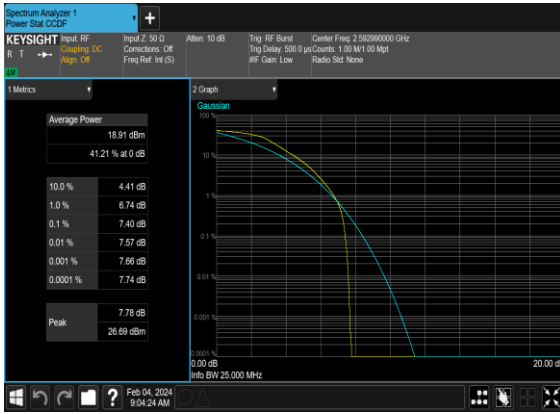 Spectrum Analyzer 1
Power Stat CCDF
KEYSIGHT
R T
LXI
Input: RF
Coupling: DC
Align: Off
Input Z: 50 Ω
Corrections: Off
Freq Ref: Int (S)
Atten: 10 dB
Trig: RF Burst
Trig Delay: 500.0 µs
#IF Gain: Low
Center Freq: 2.592990000 GHz
Counts: 1.00 M/1.00 Mpt
Radio Std: None
1 Metrics
Average Power
18.91 dBm
41.21 % at 0 dB
10.0 % 4.41 dB
1.0 % 6.74 dB
0.1 % 7.40 dB
0.01 % 7.57 dB
0.001 % 7.66 dB
0.0001 % 7.74 dB
Peak
7.78 dB
26.69 dBm
2 Graph
Gaussian
100 %
10 %
1 %
0.1 %
0.01 %
0.001 %
0.0001 %
0.00 dB
20.00 d
Info BW 25.000 MHz
Feb 04, 2024
9:04:24 AM